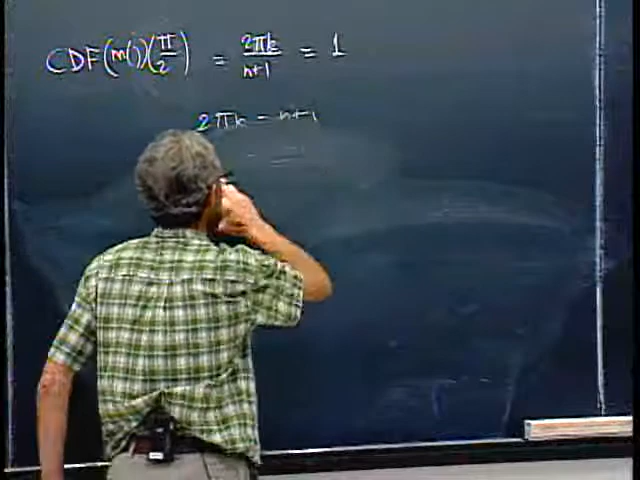 CDF(m())(π/2) = 2πk/n+1 = 1
2πk = n+1